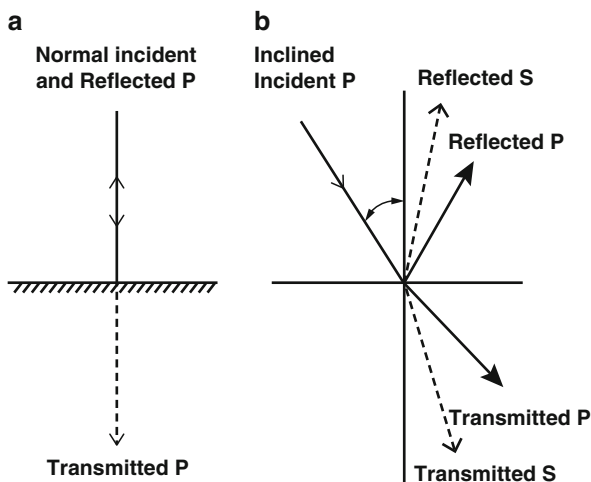 a
Normal incident
and Reflected P
Transmitted P
b
Inclined
Incident P
Reflected S
Reflected P
Transmitted P
Transmitted S